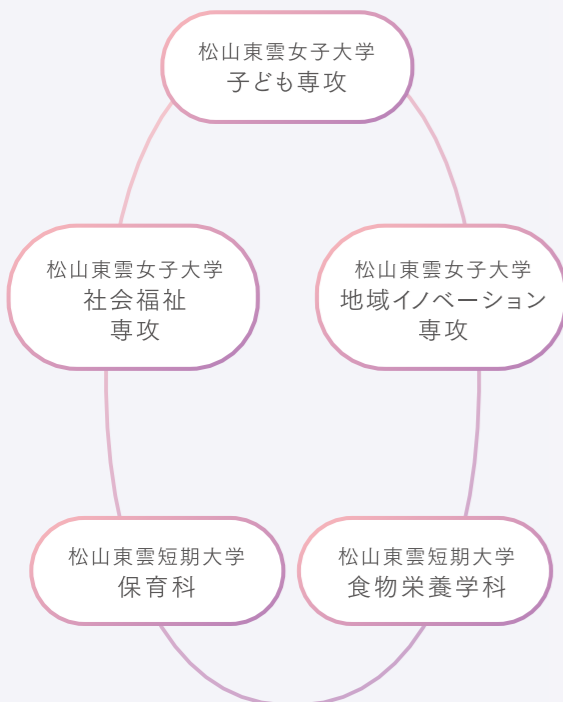 松山東雲女子大学
子ども専攻
松山東雲女子大学
社会福祉
専攻
松山東雲女子大学
地域イノベーション
専攻
松山東雲短期大学
保育科
松山東雲短期大学
食物栄養学科